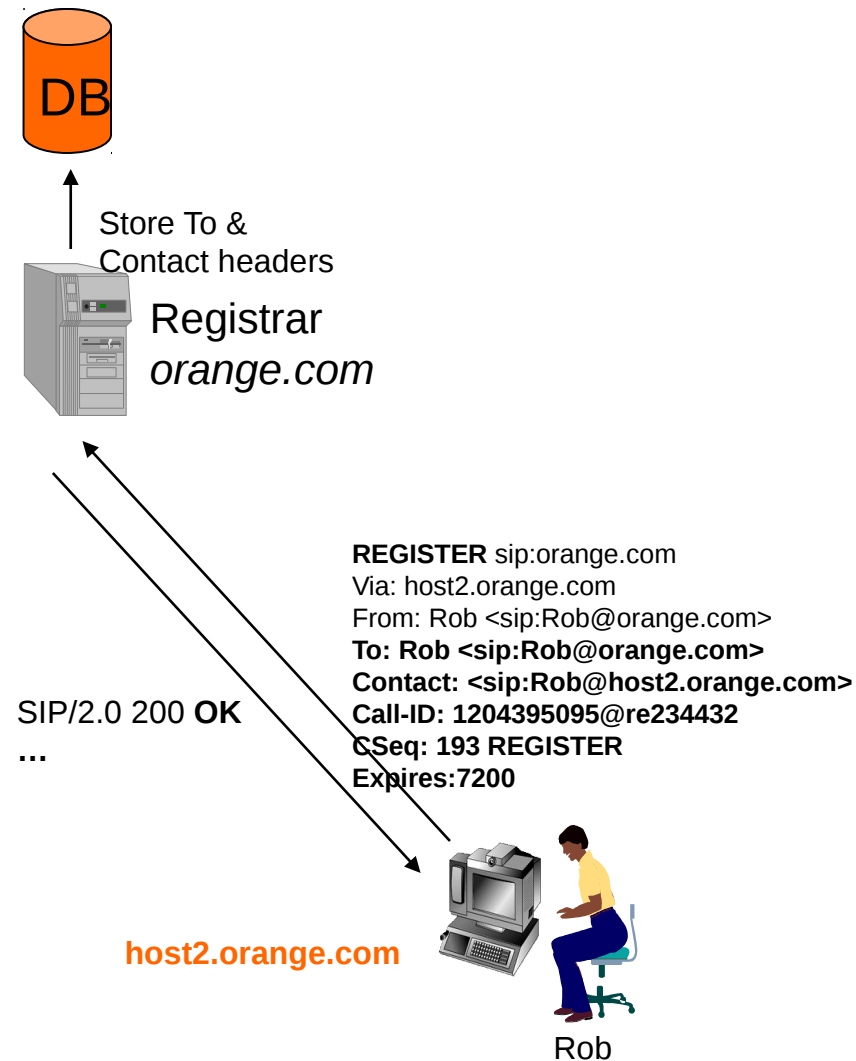 DB
Store To &
Contact headers
Registrar
orange.com
REGISTER sip:orange.com
Via: host2.orange.com
From: Rob <sip:Rob@orange.com>
To: Rob <sip:Rob@orange.com>
Contact: <sip:Rob@host2.orange.com>
Call-ID: 1204395095@re234432
CSeq: 193 REGISTER
Expires:7200
SIP/2.0 200 OK
...
host2.orange.com
Rob